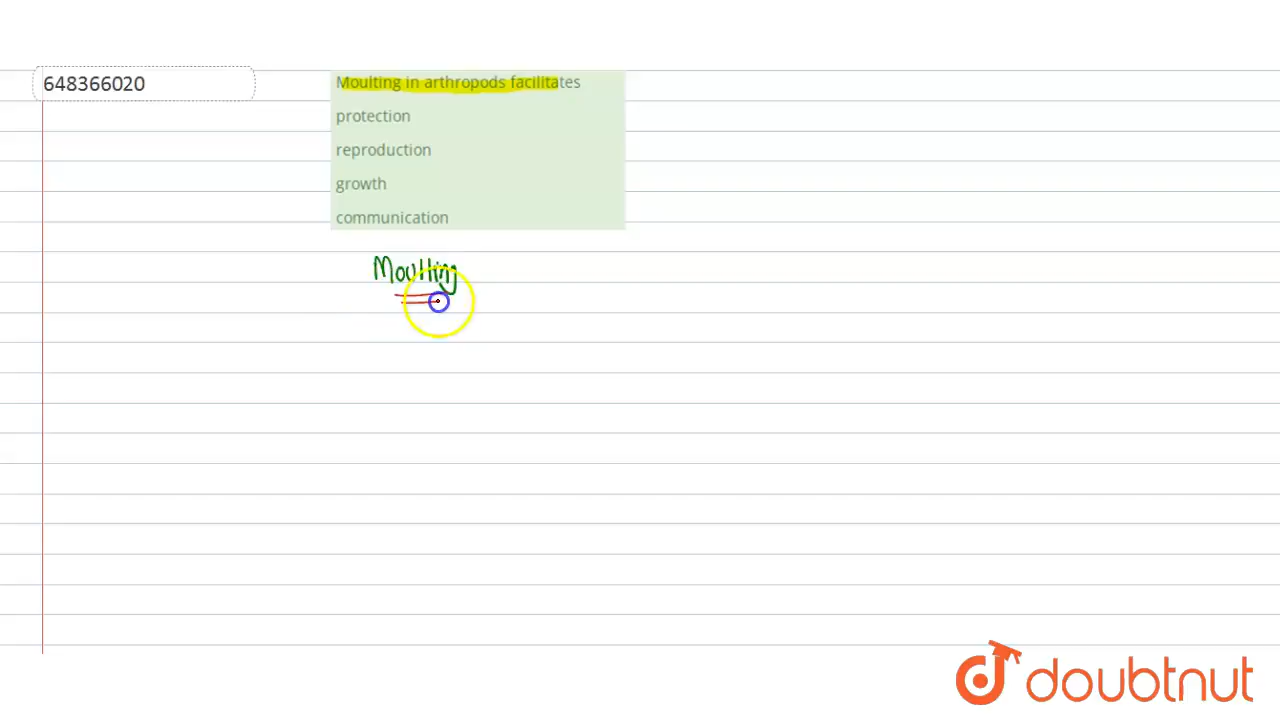 648366020
Moulting in arthropods facilitates
protection
reproduction
growth
communication
Moulting
doubtnut